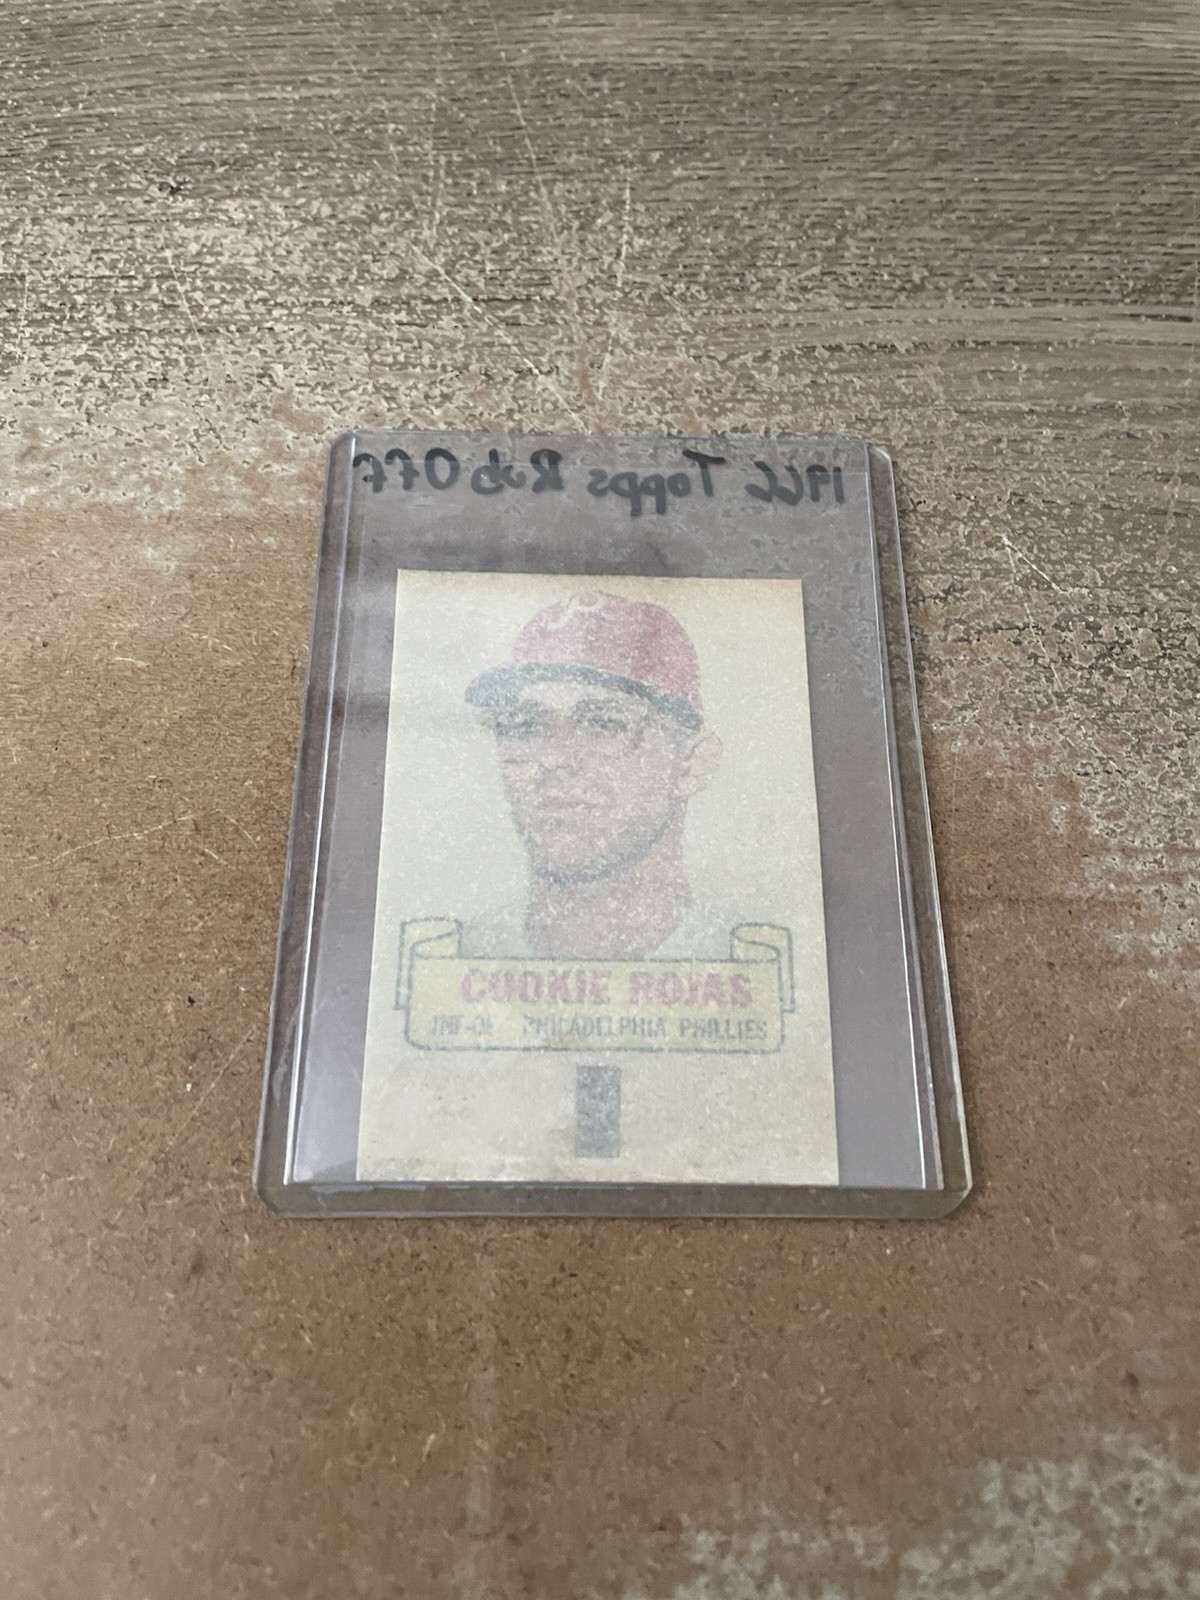 1966 Topps Rub Off
COOKIE ROJAS
INF-OF PHILADELPHIA PHILLIES